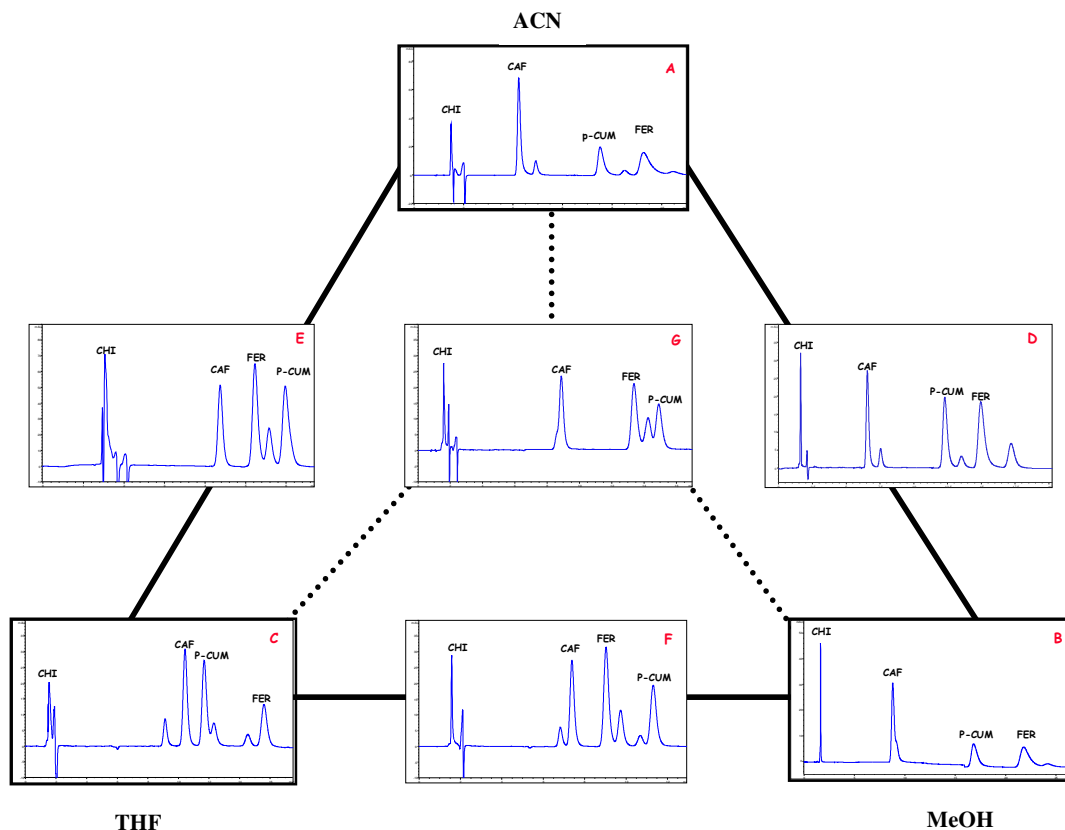 ACN
A
CAF
CHI
p-CUM
FER
E
CHI
CAF
FER
P-CUM
G
CHI
CAF
FER
P-CUM
D
CHI
CAF
P-CUM
FER
C
CHI
CAF
P-CUM
FER
F
CHI
CAF
FER
P-CUM
B
CHI
CAF
P-CUM
FER
THF
MeOH